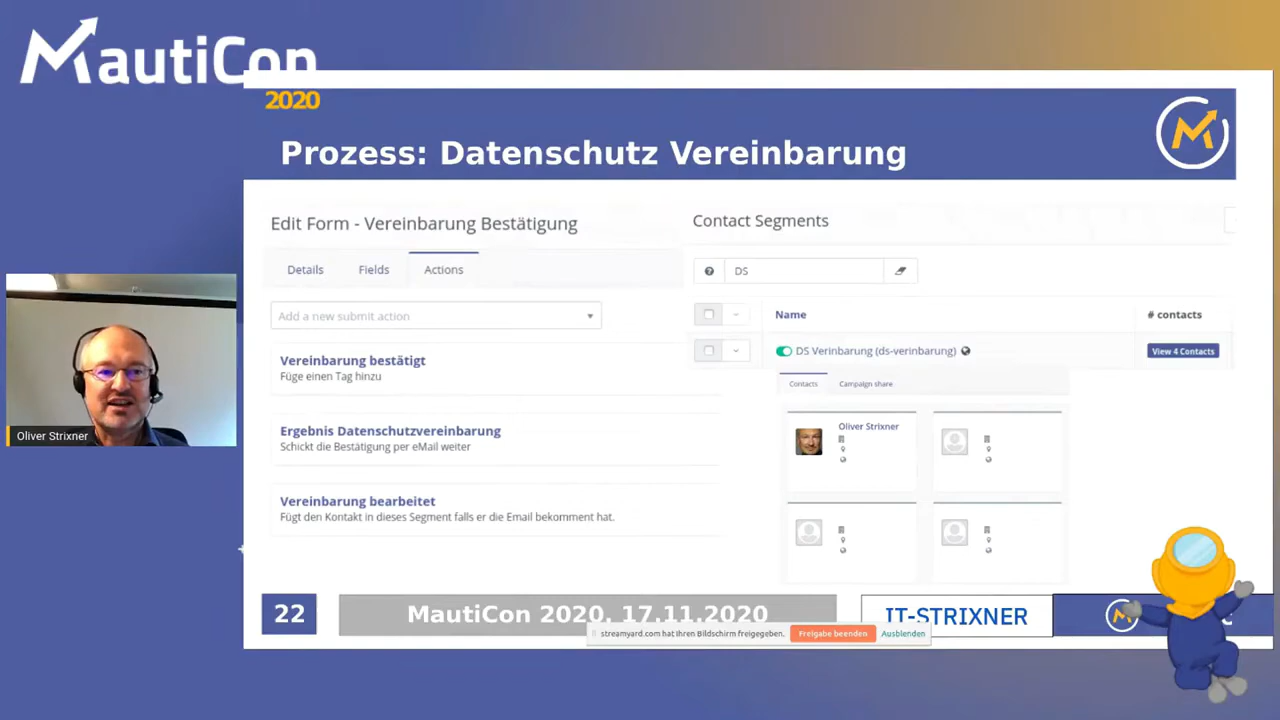 MautiCon
2020
Prozess: Datenschutz Vereinbarung
Edit Form - Vereinbarung Bestätigung
Details Fields Actions
Add a new submit action
Vereinbarung bestätigt
Füge einen Tag hinzu
Ergebnis Datenschutzvereinbarung
Schickt die Bestätigung per eMail weiter
Vereinbarung bearbeitet
Fügt den Kontakt in dieses Segment falls er die Email bekommt hat.
Contact Segments
DS
Name # contacts
DS Verinbarung (ds-verinbarung) View 4 Contacts
Contacts Campaign share
Oliver Strixner
Oliver Strixner
22 MautiCon 2020, 17.11.2020 IT-STRIXNER
streamyard.com hat Ihren Bildschirm freigegeben. Freigabe beenden Ausblenden